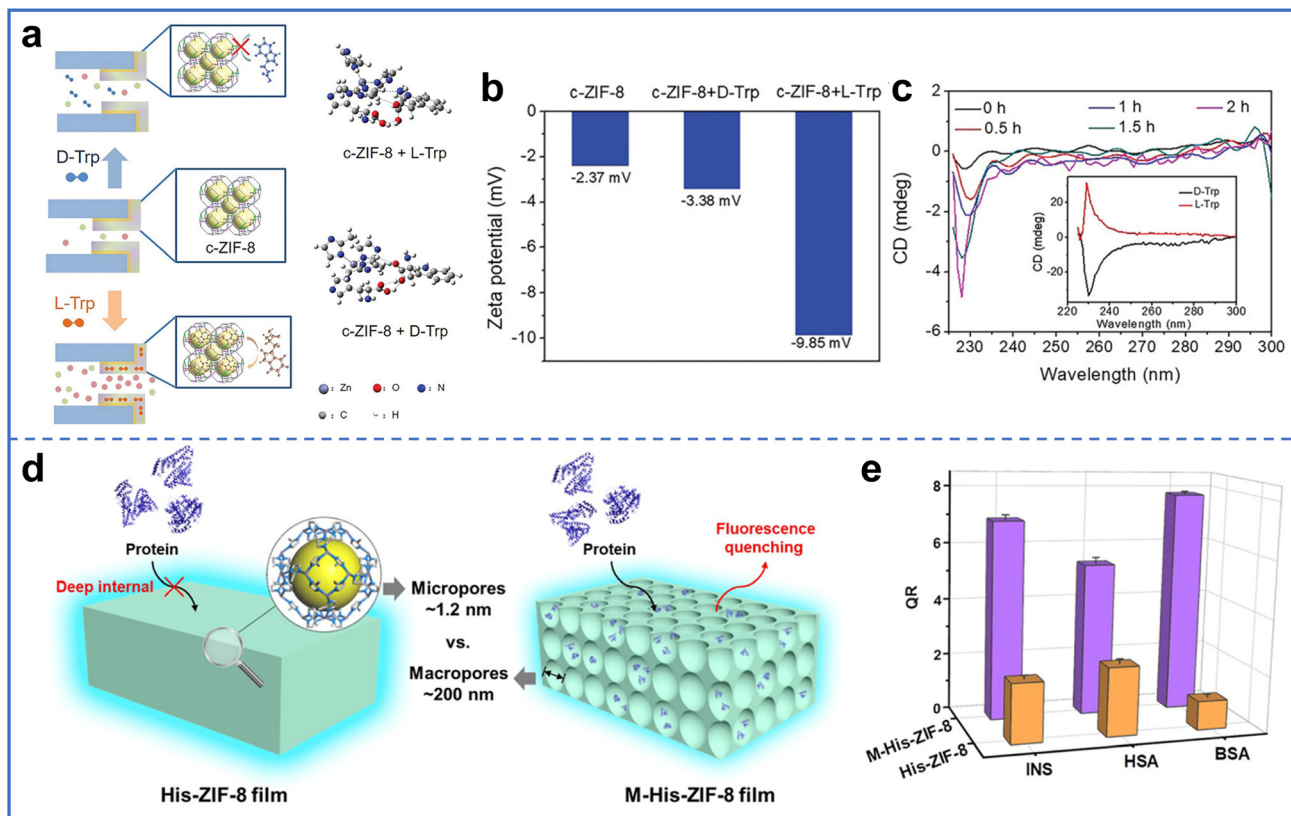 a
D-Trp
c-ZIF-8
L-Trp
c-ZIF-8 + L-Trp
c-ZIF-8 + D-Trp
: Zn
: O
: N
: C
: H
b
c-ZIF-8
c-ZIF-8+D-Trp
c-ZIF-8+L-Trp
Zeta potential (mV)
0
-2
-4
-6
-8
-10
-2.37 mV
-3.38 mV
-9.85 mV
c
CD (mdeg)
2
0
-2
-4
-6
0 h
1 h
2 h
0.5 h
1.5 h
CD (mdeg)
20
0
-20
D-Trp
L-Trp
220
240
260
280
300
Wavelength (nm)
230
240
250
260
270
280
290
300
Wavelength (nm)
d
Protein
Deep internal
Micropores
~1.2 nm
vs.
Macropores
~200 nm
Protein
Fluorescence
quenching
His-ZIF-8 film
M-His-ZIF-8 film
e
QR
8
6
4
2
0
M-His-ZIF-8
His-ZIF-8
INS
HSA
BSA